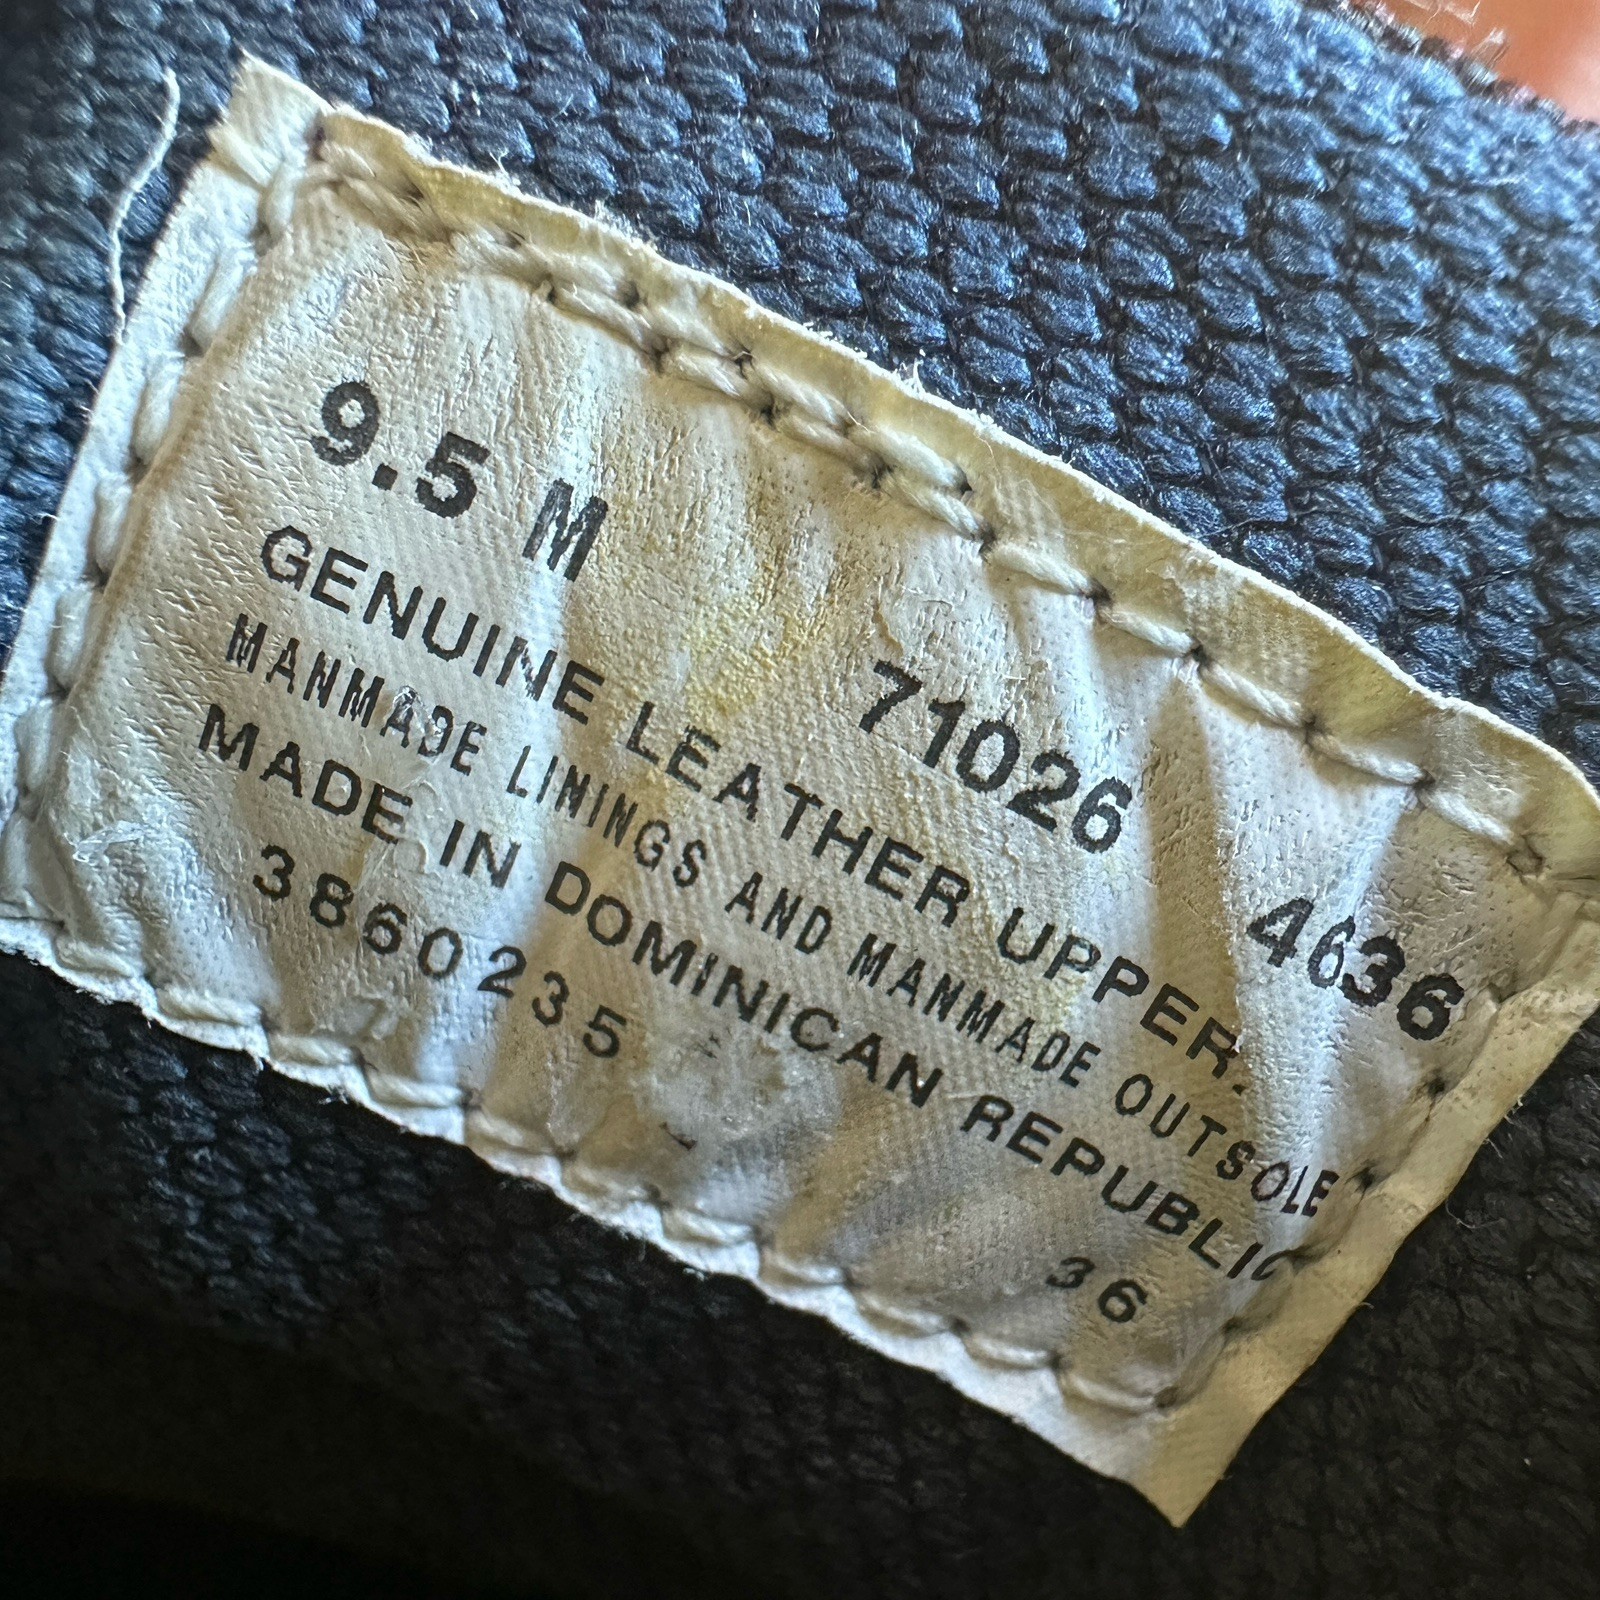 9.5 M 71026 4636
GENUINE LEATHER UPPER.
MANMADE LININGS AND MANMADE OUTSOLE
MADE IN DOMINICAN REPUBLIC
3860235 36